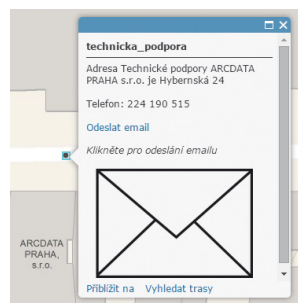 technicka_podpora
Adresa Technické podpory ARCDATA
PRAHA s.r.o. je Hybernská 24
Telefon: 224 190 515
Odeslat email
Klikněte pro odeslání emailu
ARCDATA
PRAHA,
s.r.o.
Přiblížit na Vyhledat trasy